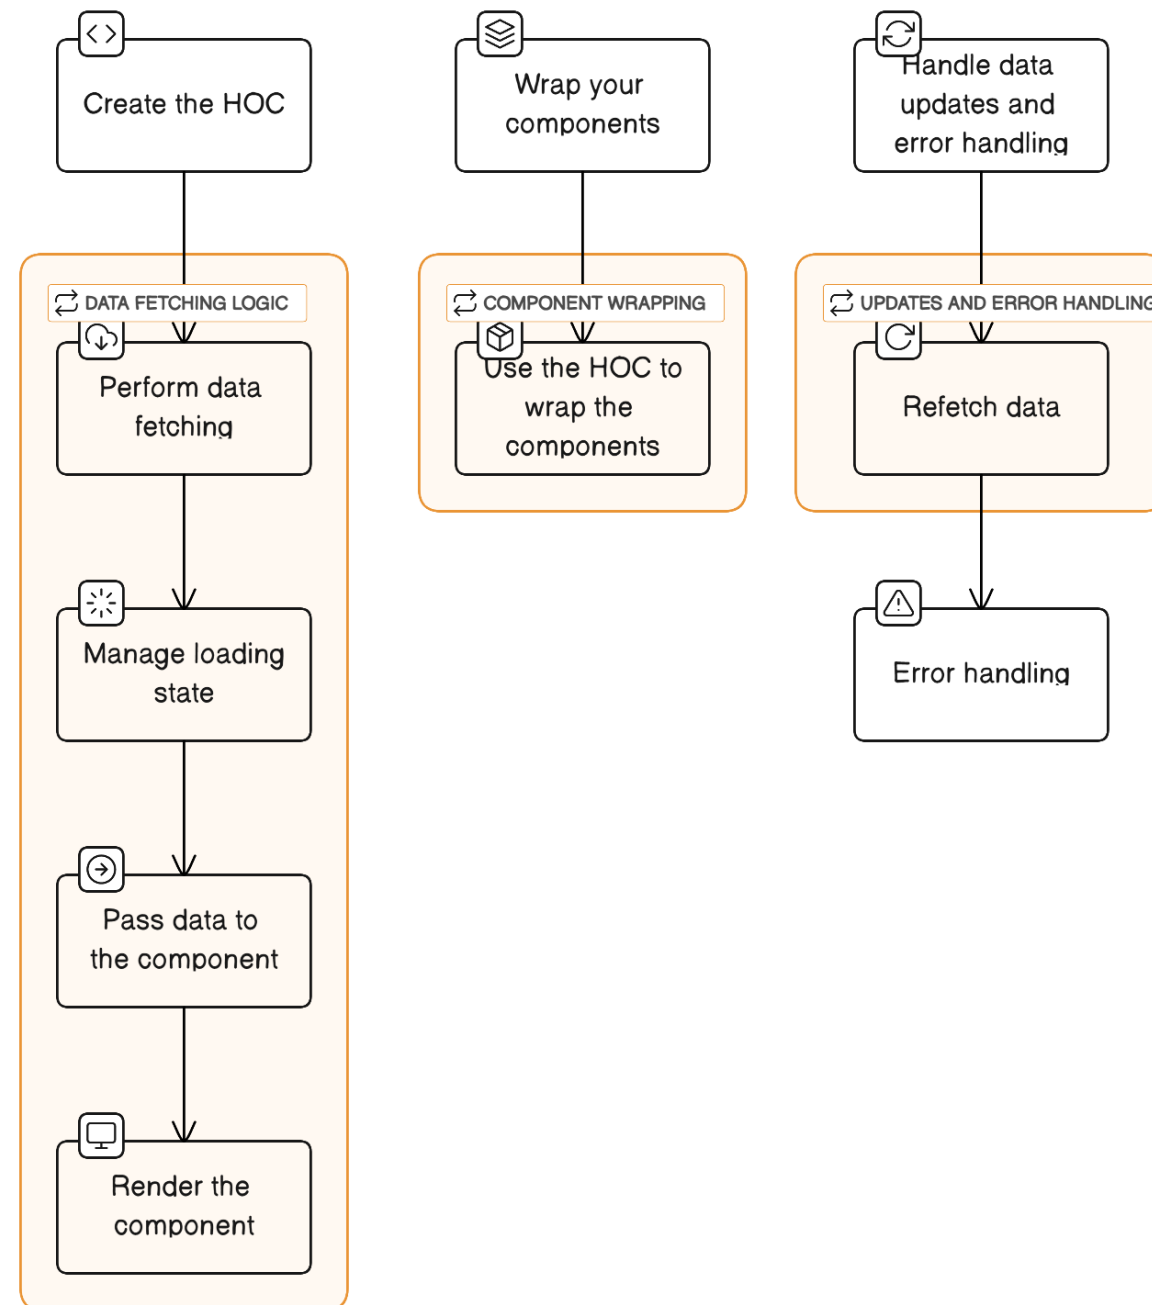 Create the HOC
DATA FETCHING LOGIC
Perform data
fetching
Manage loading
state
Pass data to
the component
Render the
component
Wrap your
components
COMPONENT WRAPPING
Use the HOC to
wrap the
components
Handle data
updates and
error handling
UPDATES AND ERROR HANDLING
Refetch data
Error handling